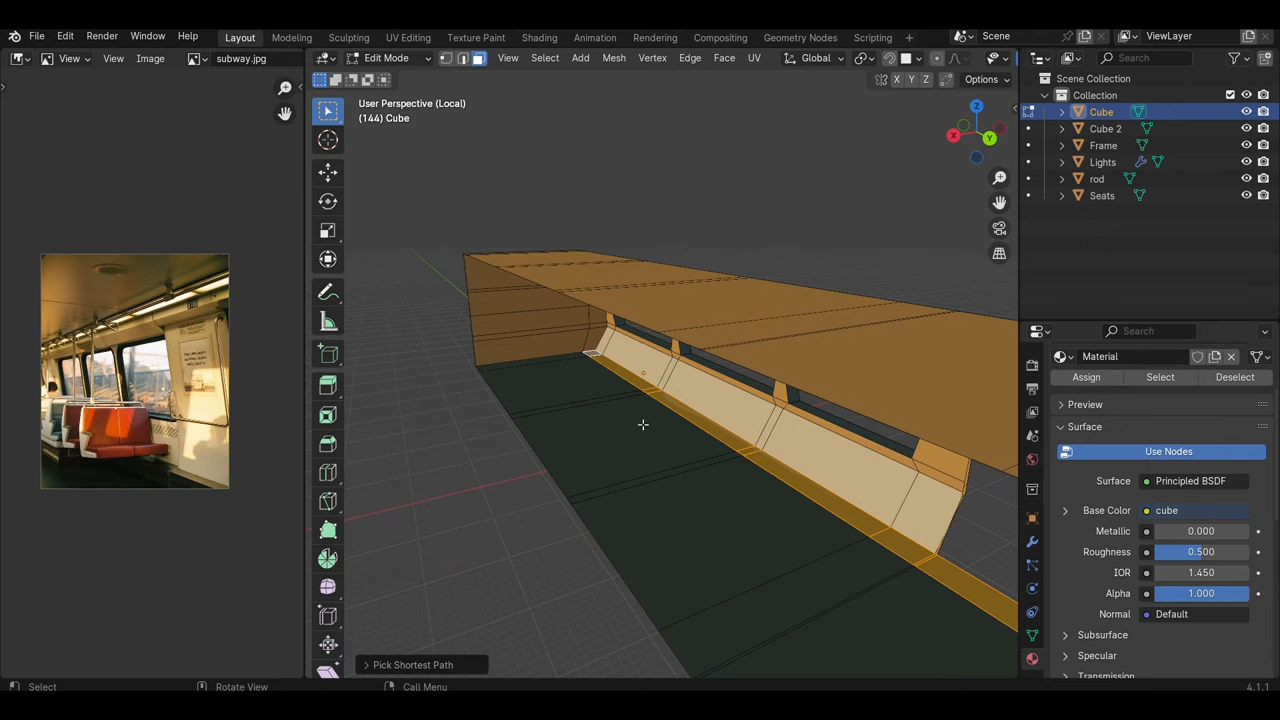 File Edit Render Window Help
Layout Modeling Sculpting UV Editing Texture Paint Shading Animation Rendering Compositing Geometry Nodes Scripting
Scene
ViewLayer
View View Image subway.jpg
Edit Mode View Select Add Mesh Vertex Edge Face UV Global
Search
X Y Z Options
Scene Collection
Collection
Cube
Cube 2
Frame
Lights
rod
Seats
User Perspective (Local)
(144) Cube
Z
X
Y
Search
Material
Assign Select Deselect
Preview
Surface
Use Nodes
Surface Principled BSDF
Base Color cube
Metallic 0.000
Roughness 0.500
IOR 1.450
Alpha 1.000
Normal Default
Subsurface
Specular
Transmission
Pick Shortest Path
Select Rotate View Call Menu 4.1.1